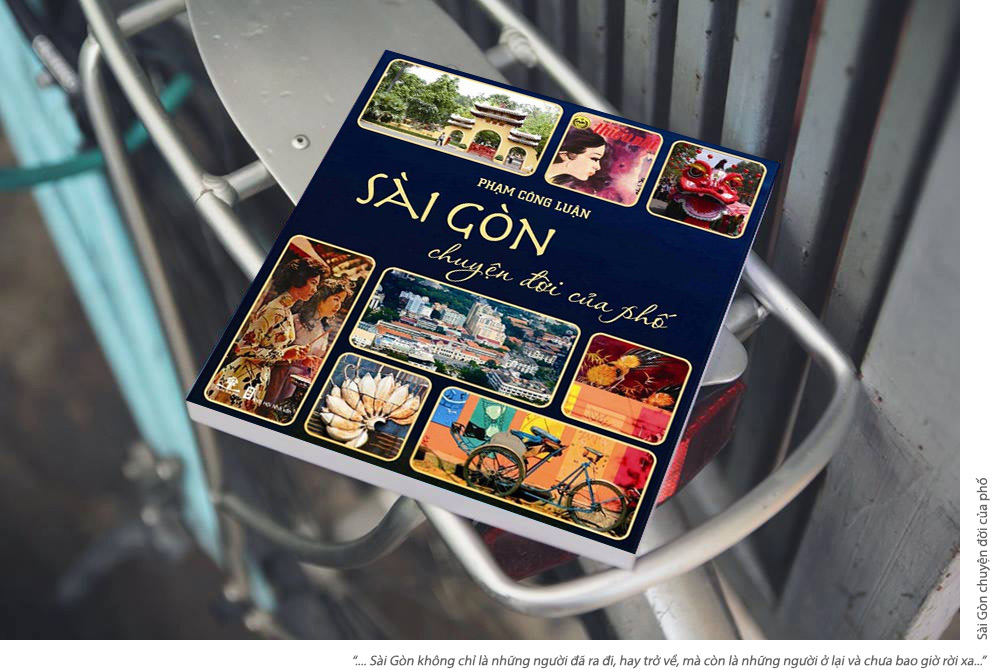 PHẠM CÔNG LUẬN
SÀI GÒN
chuyện đời của phố
Sài Gòn chuyện đời của phố
“.... Sài Gòn không chỉ là những người đã ra đi, hay trở về, mà còn là những người ở lại và chưa bao giờ rời xa...”